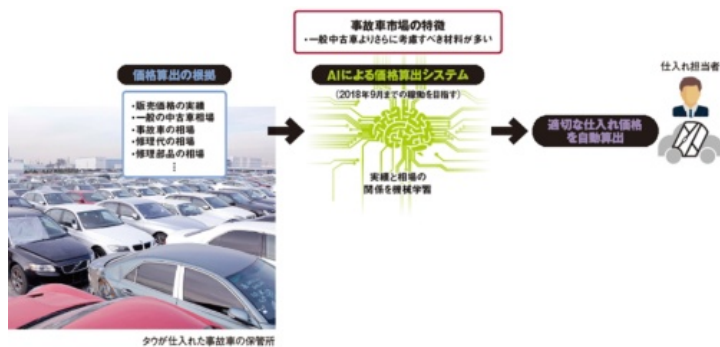 事故車市場の特徴
・一般中古車よりさらに考慮すべき材料が多い
価格算出の根拠
・販売価格の実績
・一般の中古車相場
・事故車の相場
・修理代の相場
・修理部品の相場
⋮
AIによる価格算出システム
(2018年9月までの稼働を目指す)
実績と相場の
関係を機械学習
適切な仕入れ価格
を自動算出
仕入れ担当者
タウが仕入れた事故車の保管所